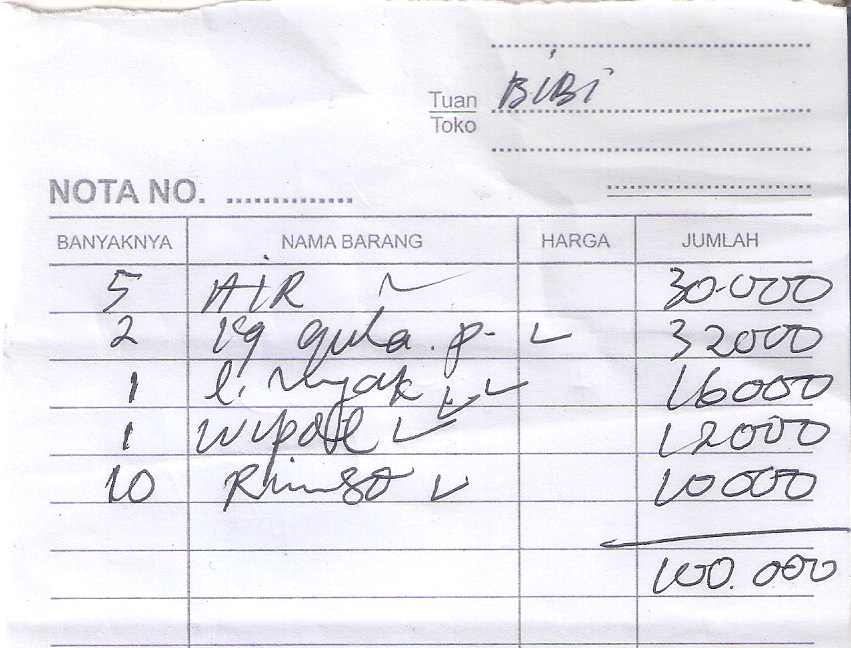 Tuan BiBi
Toko
NOTA NO. ..............
BANYAKNYA NAMA BARANG HARGA JUMLAH
5 AiR 30.000
2 kg gula . p. 32000
1 l. minyak 16000
1 wipol 12000
10 Rinso 10000
100.000